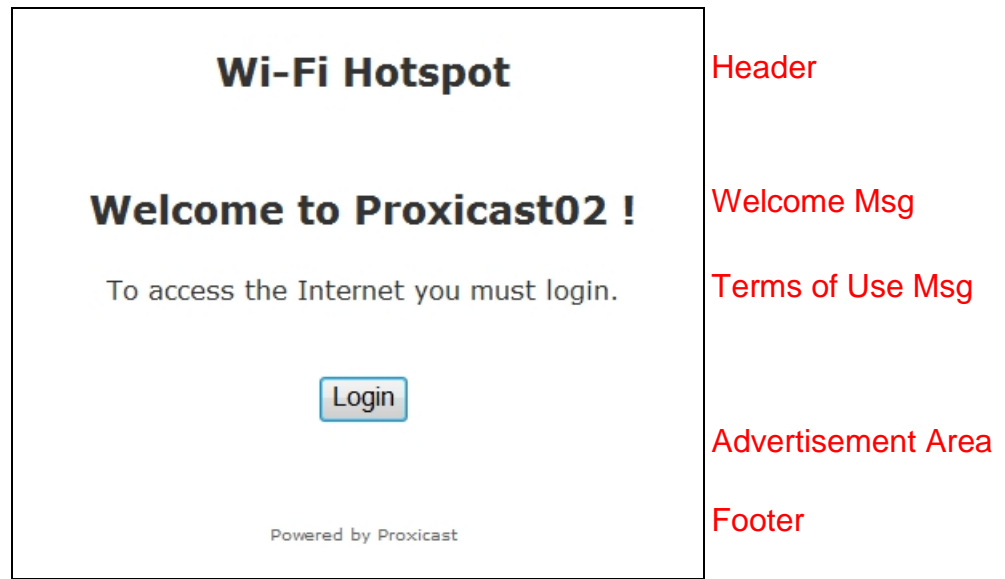 Wi-Fi Hotspot
Header
Welcome to Proxicast02 !
Welcome Msg
To access the Internet you must login.
Terms of Use Msg
Login
Advertisement Area
Powered by Proxicast
Footer